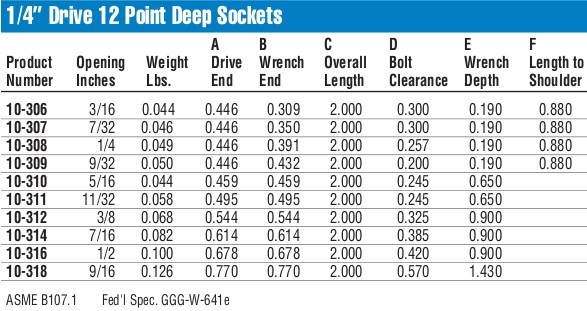 1/4″ Drive 12 Point Deep Sockets
A B C D E F
Product Opening Weight Drive Wrench Overall Bolt Wrench Length to
Number Inches Lbs. End End Length Clearance Depth Shoulder
10-306 3/16 0.044 0.446 0.309 2.000 0.300 0.190 0.880
10-307 7/32 0.046 0.446 0.350 2.000 0.300 0.190 0.880
10-308 1/4 0.049 0.446 0.391 2.000 0.257 0.190 0.880
10-309 9/32 0.050 0.446 0.432 2.000 0.200 0.190 0.880
10-310 5/16 0.044 0.459 0.459 2.000 0.245 0.650
10-311 11/32 0.058 0.495 0.495 2.000 0.245 0.650
10-312 3/8 0.068 0.544 0.544 2.000 0.325 0.900
10-314 7/16 0.082 0.614 0.614 2.000 0.385 0.900
10-316 1/2 0.100 0.678 0.678 2.000 0.420 0.900
10-318 9/16 0.126 0.770 0.770 2.000 0.570 1.430
ASME B107.1 Fed'l Spec. GGG-W-641e